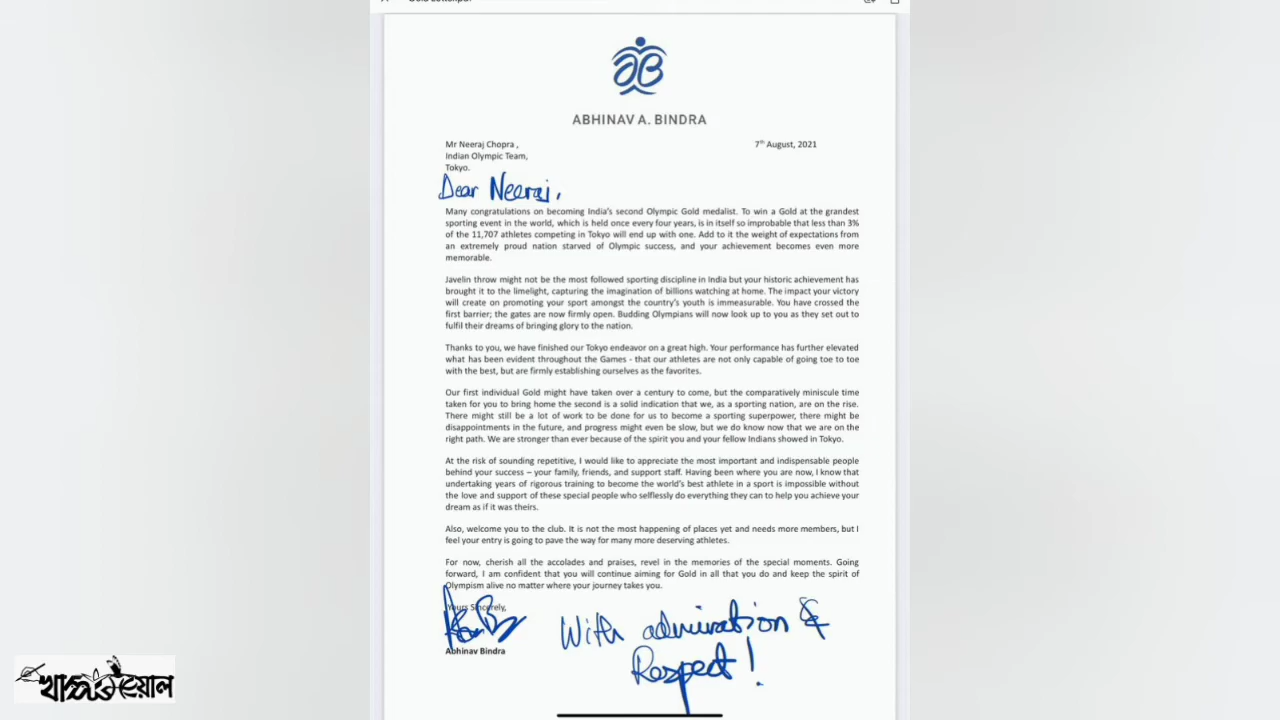 ABHINAV A. BINDRA
Mr Neeraj Chopra ,
7th August, 2021
Indian Olympic Team,
Tokyo.
Dear Neeraj,
Many congratulations on becoming India's second Olympic Gold medalist. To win a Gold at the grandest
sporting event in the world, which is held once every four years, is in itself so improbable that less than 3%
of the 11,707 athletes competing in Tokyo will end up with one. Add to it the weight of expectations from
an extremely proud nation starved of Olympic success, and your achievement becomes even more
memorable.
Javelin throw might not be the most followed sporting discipline in India but your historic achievement has
brought it to the limelight, capturing the imagination of billions watching at home. The impact your victory
will create on promoting your sport amongst the country's youth is immeasurable. You have crossed the
first barrier; the gates are now firmly open. Budding Olympians will now look up to you as they set out to
fulfil their dreams of bringing glory to the nation.
Thanks to you, we have finished our Tokyo endeavor on a great high. Your performance has further elevated
what has been evident throughout the Games - that our athletes are not only capable of going toe to toe
with the best, but are firmly establishing ourselves as the favorites.
Our first individual Gold might have taken over a century to come, but the comparatively miniscule time
taken for you to bring home the second is a solid indication that we, as a sporting nation, are on the rise.
There might still be a lot of work to be done for us to become a sporting superpower, there might be
disappointments in the future, and progress might even be slow, but we do know now that we are on the
right path. We are stronger than ever because of the spirit you and your fellow Indians showed in Tokyo.
At the risk of sounding repetitive, I would like to appreciate the most important and indispensable people
behind your success – your family, friends, and support staff. Having been where you are now, I know that
undertaking years of rigorous training to become the world's best athlete in a sport is impossible without
the love and support of these special people who selflessly do everything they can to help you achieve your
dream as if it was theirs.
Also, welcome you to the club. It is not the most happening of places yet and needs more members, but I
feel your entry is going to pave the way for many more deserving athletes.
For now, cherish all the accolades and praises, revel in the memories of the special moments. Going
forward, I am confident that you will continue aiming for Gold in all that you do and keep the spirit of
Olympism alive no matter where your journey takes you.
Yours Sincerely,
With admiration &
Respect!
Abhinav Bindra